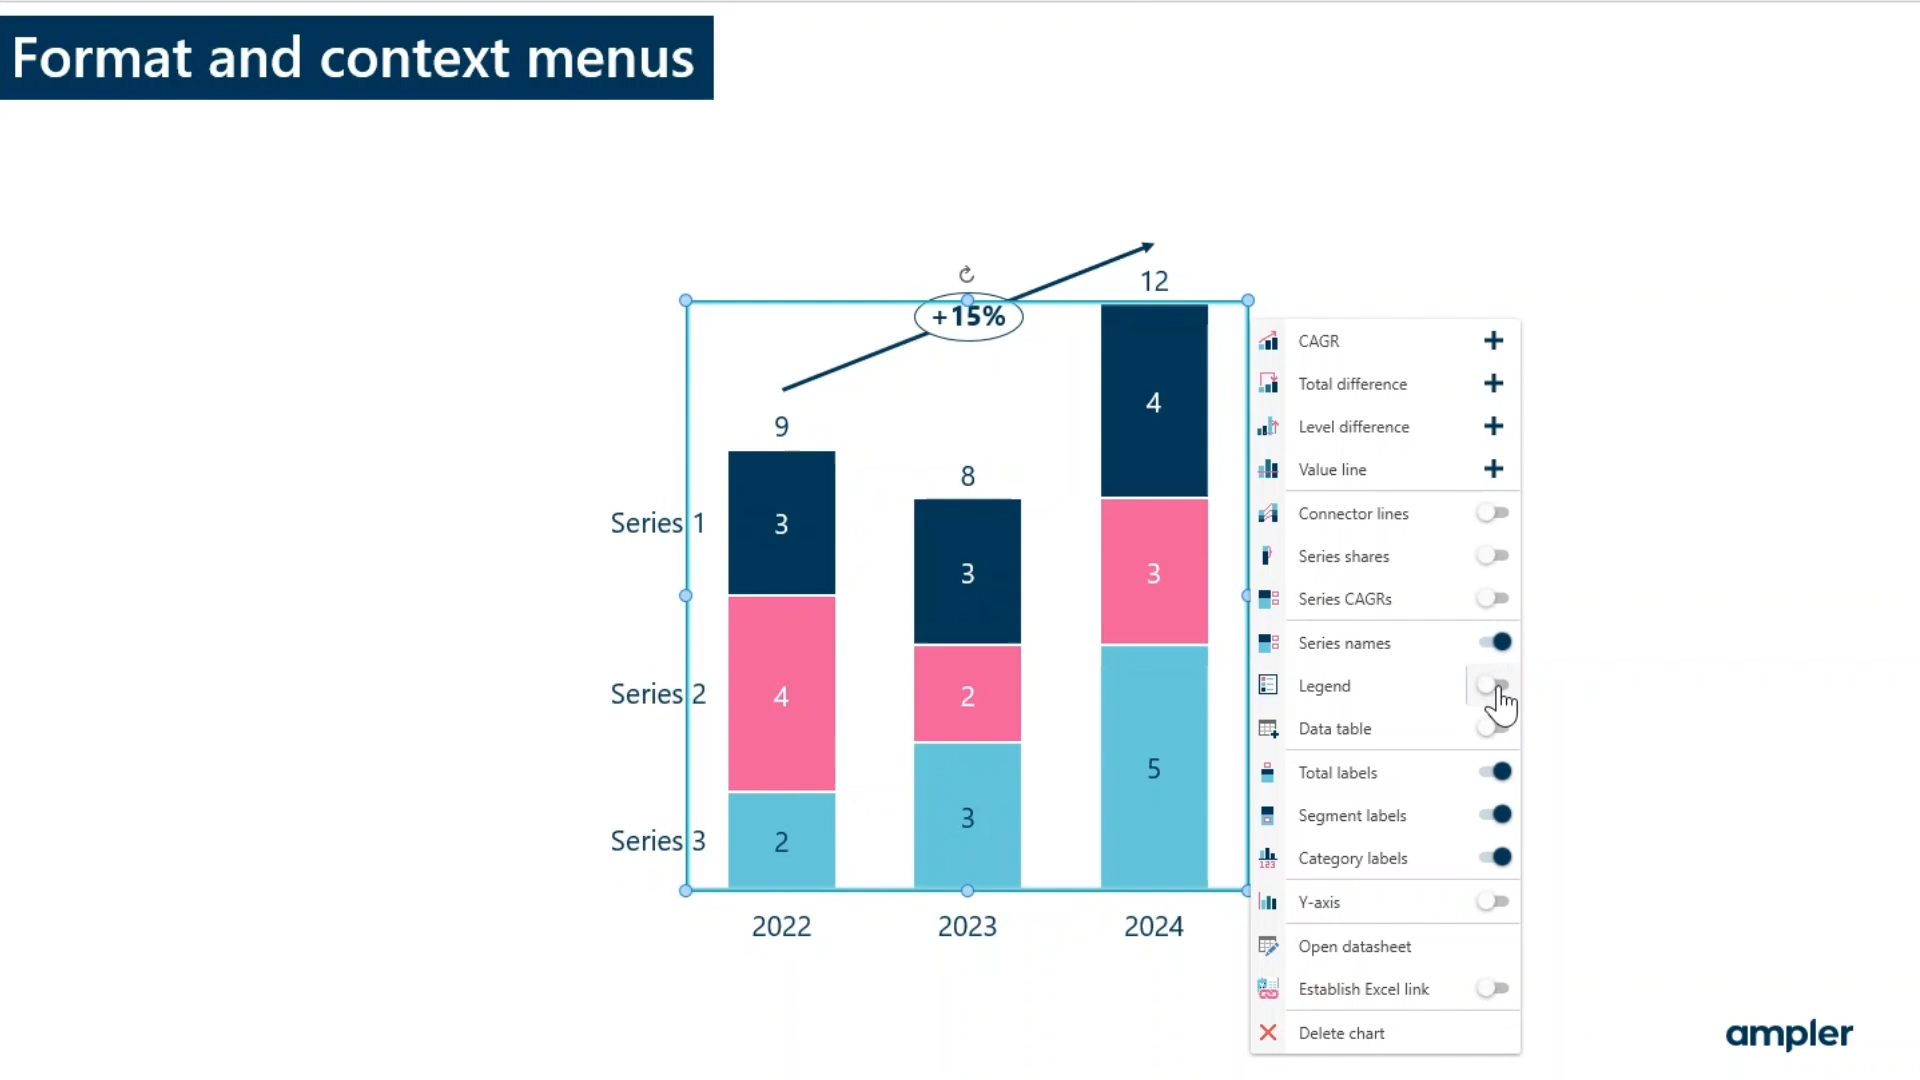 Format and context menus
12
+15%
4
9
8
Series 1
3
3
3
Series 2
4
2
5
Series 3
2
3
2022
2023
2024
CAGR
Total difference
Level difference
Value line
Connector lines
Series shares
Series CAGRs
Series names
Legend
Data table
Total labels
Segment labels
123
Category labels
Y-axis
Open datasheet
Establish Excel link
Delete chart
ampler